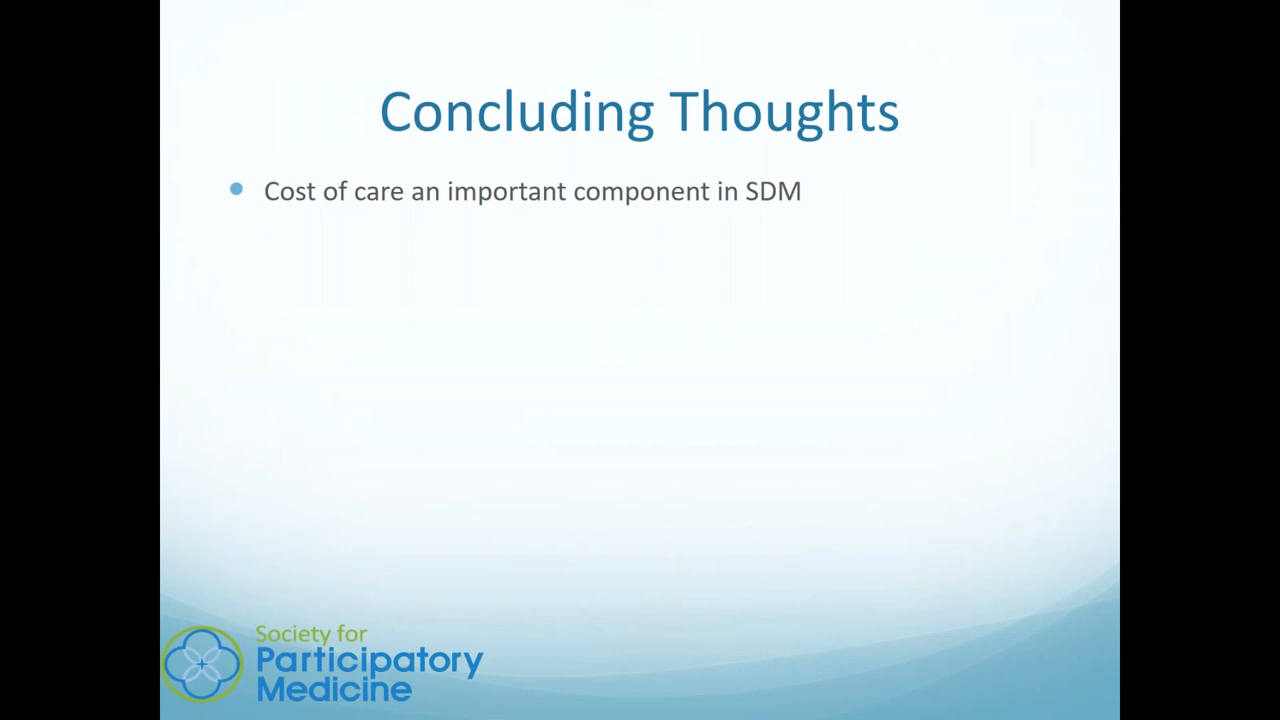 Concluding Thoughts
Cost of care an important component in SDM
Society for
Participatory
Medicine